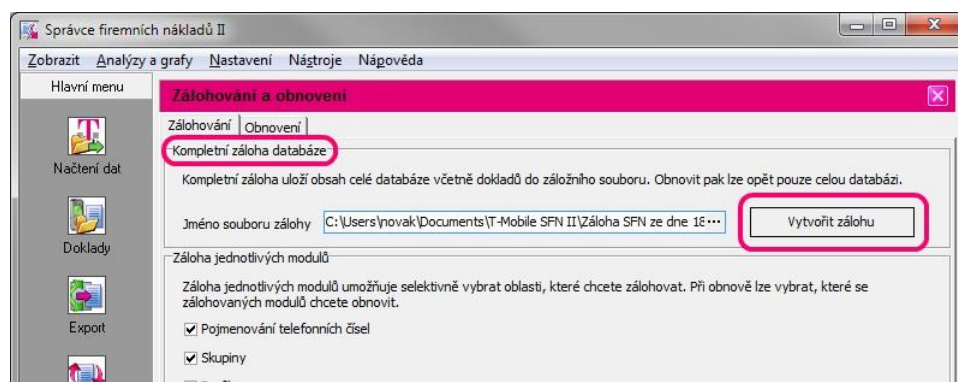 Správce firemních nákladů II
Zobrazit Analýzy a grafy Nastavení Nástroje Nápověda
Hlavní menu
Zálohování a obnovení
Zálohování Obnovení
Kompletní záloha databáze
Načtení dat
Kompletní záloha uloží obsah celé databáze včetně dokladů do záložního souboru. Obnovit pak lze opět pouze celou databázi.
Jméno souboru zálohy C:\Users\novak\Documents\T-Mobile SFN II\Záloha SFN ze dne 18 ... Vytvořit zálohu
Doklady
Záloha jednotlivých modulů
Záloha jednotlivých modulů umožňuje selektivně vybrat oblasti, které chcete zálohovat. Při obnově lze vybrat, které se
zálohovaných modulů chcete obnovit.
Export
Pojmenování telefonních čísel
Skupiny